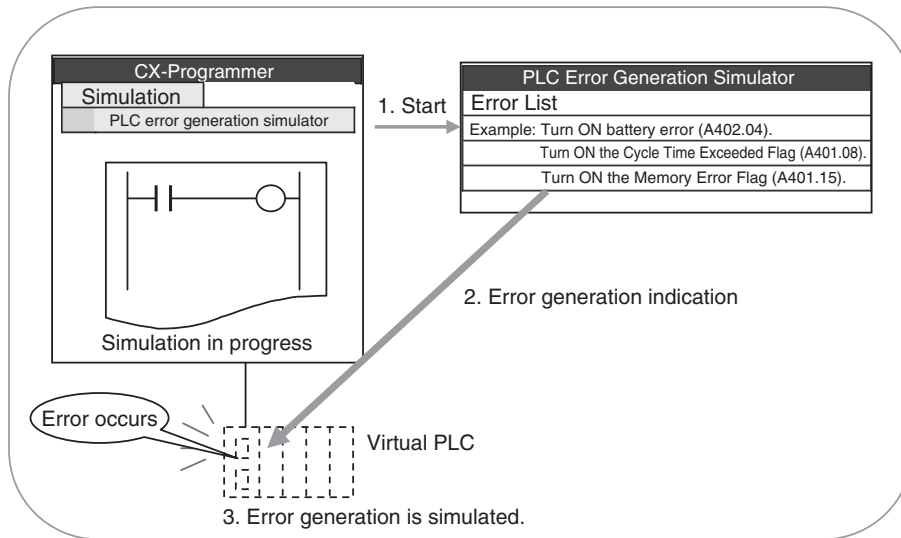 CX-Programmer
Simulation
PLC error generation simulator
1. Start
PLC Error Generation Simulator
Error List
Example: Turn ON battery error (A402.04).
Turn ON the Cycle Time Exceeded Flag (A401.08).
Turn ON the Memory Error Flag (A401.15).
2. Error generation indication
Simulation in progress
Error occurs
Virtual PLC
3. Error generation is simulated.